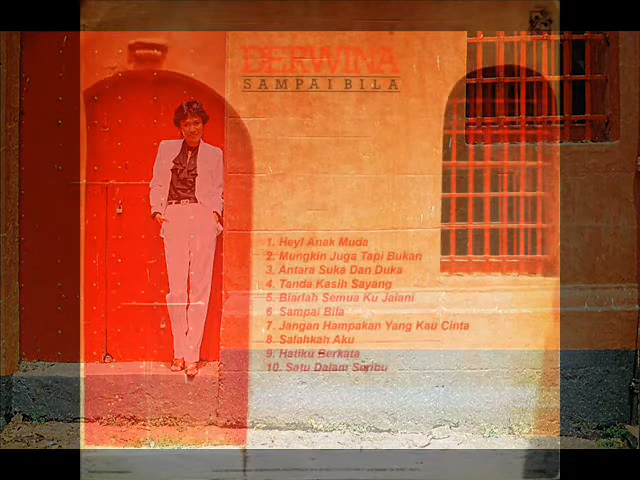 DERWINA
SAMPAI BILA
1. Hey! Anak Muda
2. Mungkin Juga Tapi Bukan
3. Antara Suka Dan Duka
4. Tanda Kasih Sayang
5. Biarlah Semua Ku Jalani
6 Sampai Bila
7. Jangan Hampakan Yang Kau Cinta
8. Salahkah Aku
9. Hatiku Berkata
10. Satu Dalam Seribu